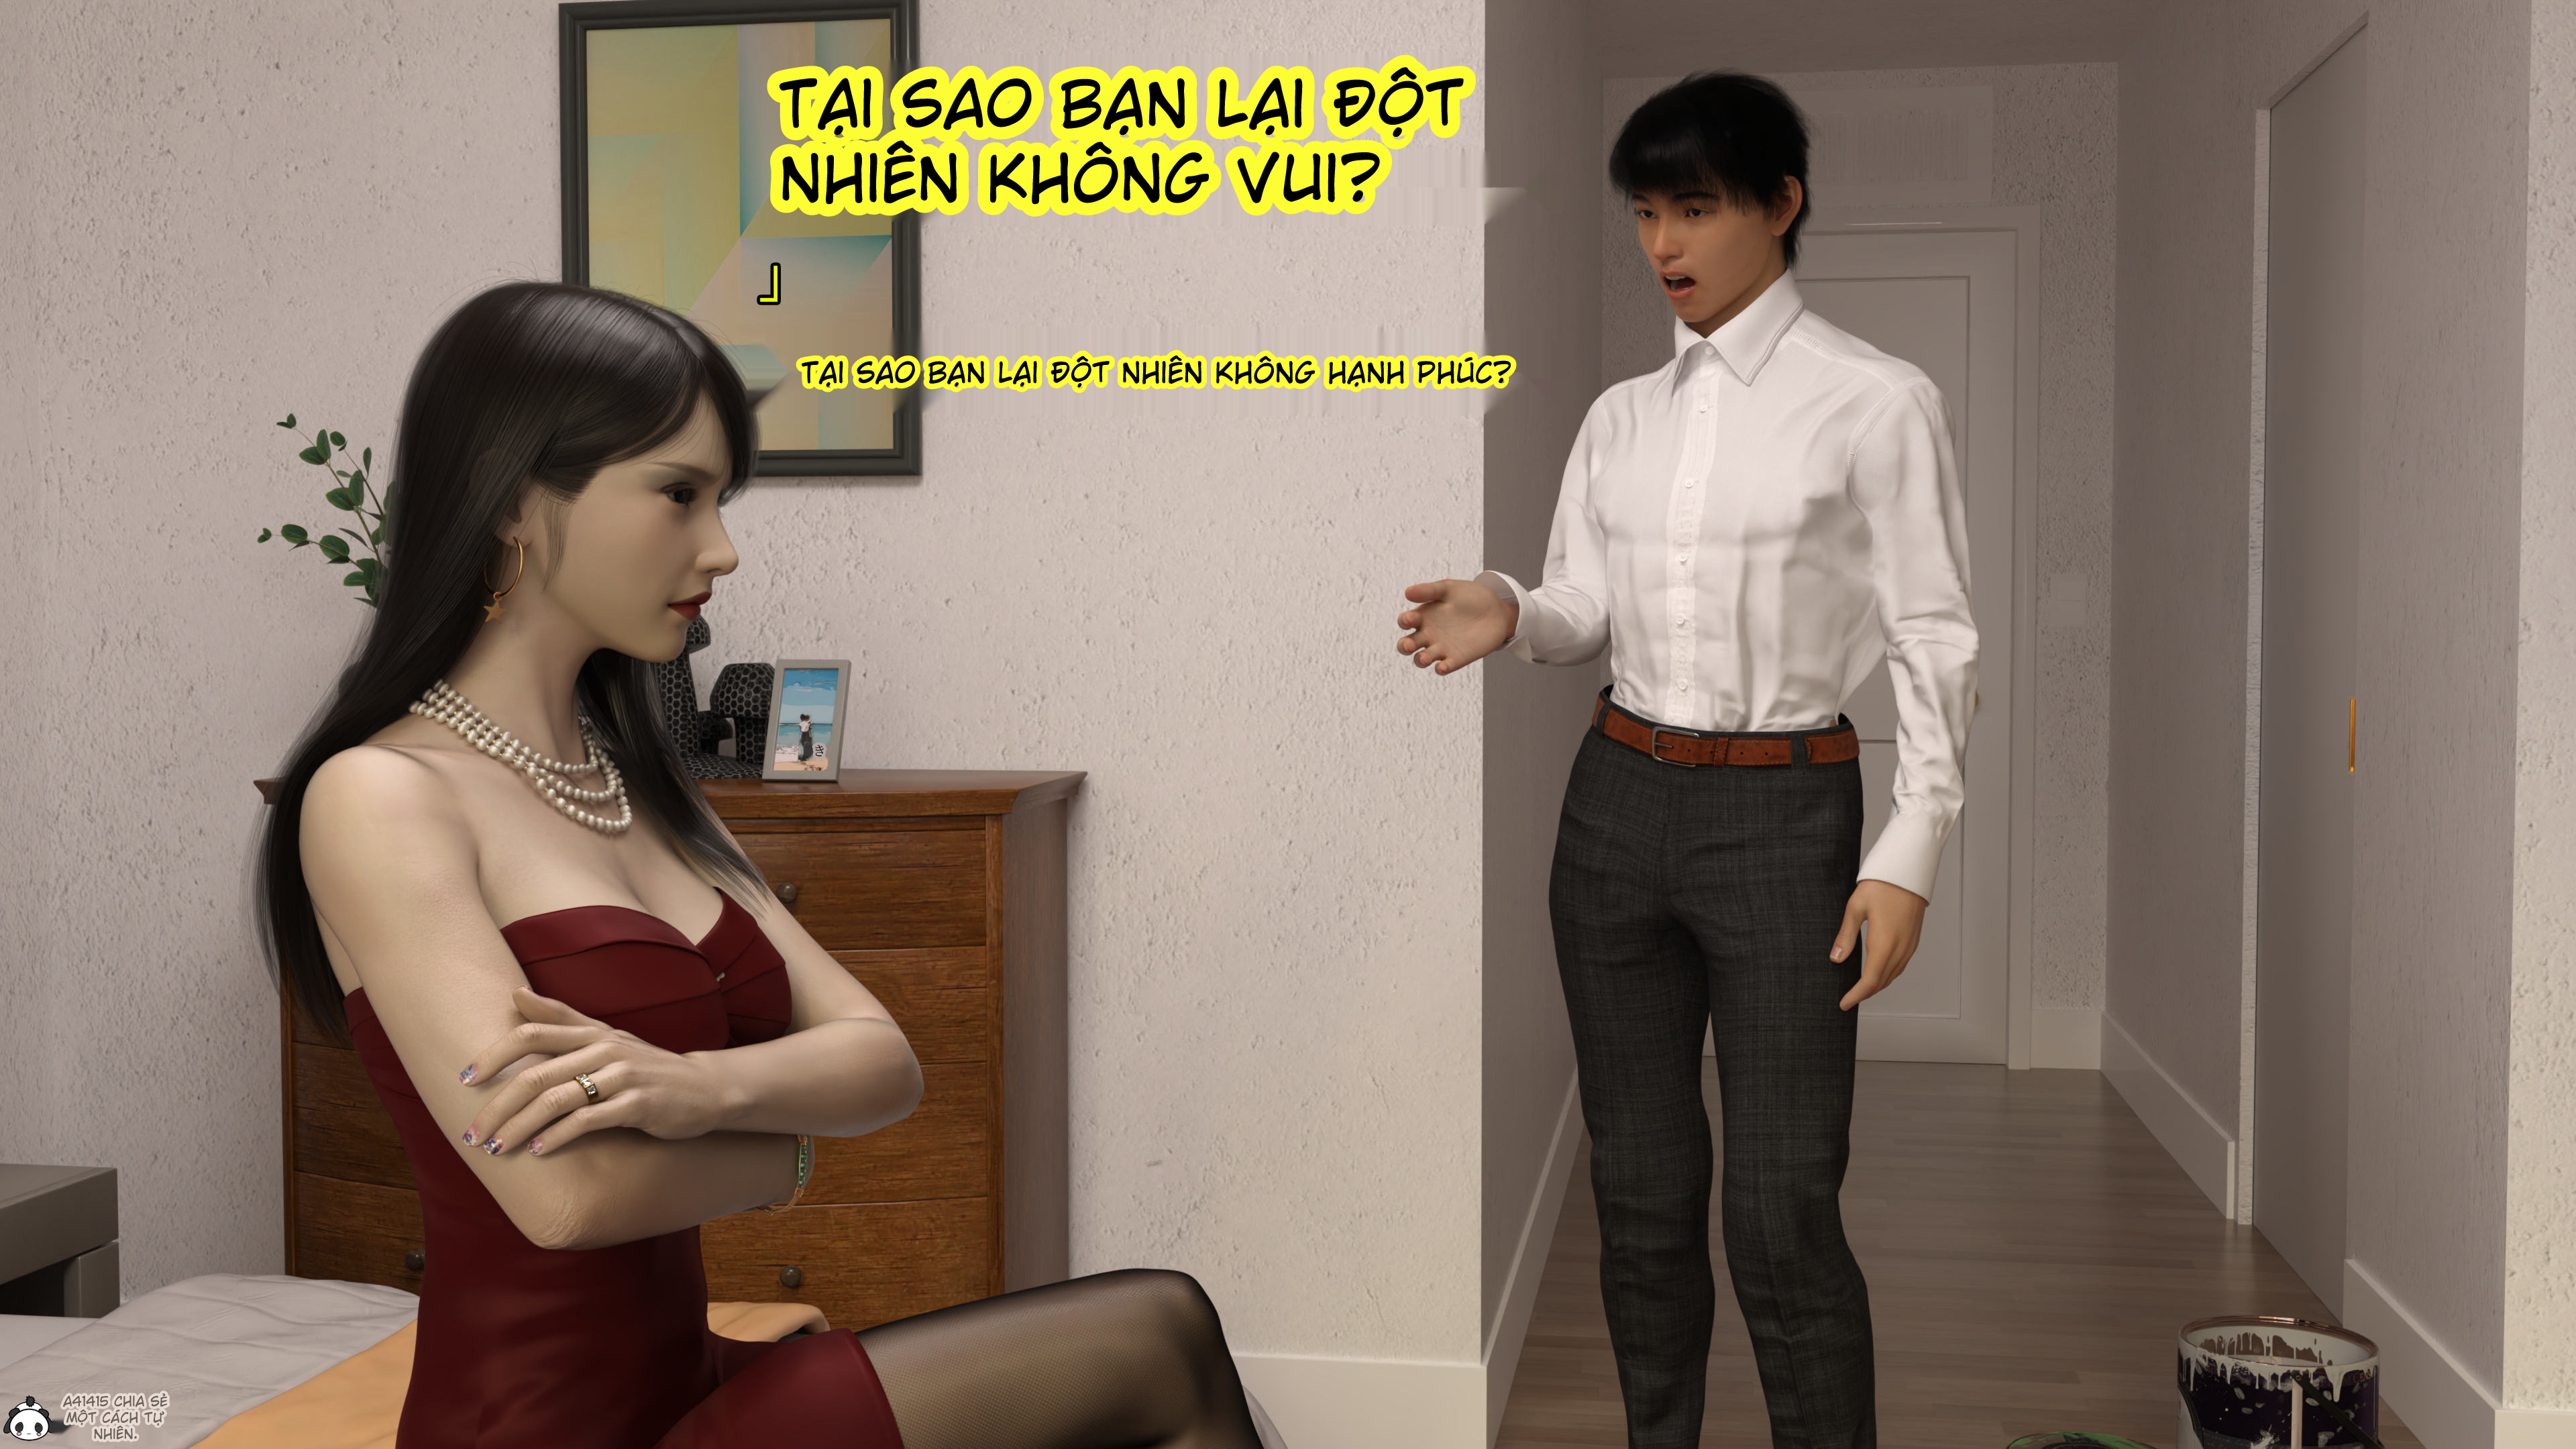 TẠI SAO BẠN LẠI ĐỘT
NHIÊN KHÔNG VUI?
」
TẠI SAO BẠN LẠI ĐỘT NHIÊN KHÔNG HẠNH PHÚC?
き
A41415 CHIA SẺ
MỘT CÁCH TỰ
NHIÊN.